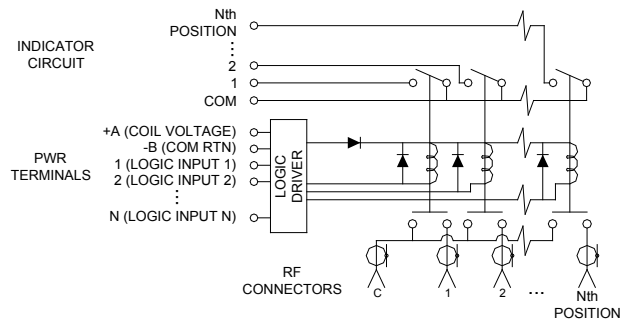 Nth
POSITION
INDICATOR
CIRCUIT
2
1
COM
+A (COIL VOLTAGE)
-B (COM RTN)
PWR
TERMINALS
1 (LOGIC INPUT 1)
2 (LOGIC INPUT 2)
N (LOGIC INPUT N)
LOGIC
DRIVER
RF
CONNECTORS
C
1
2
...
Nth
POSITION